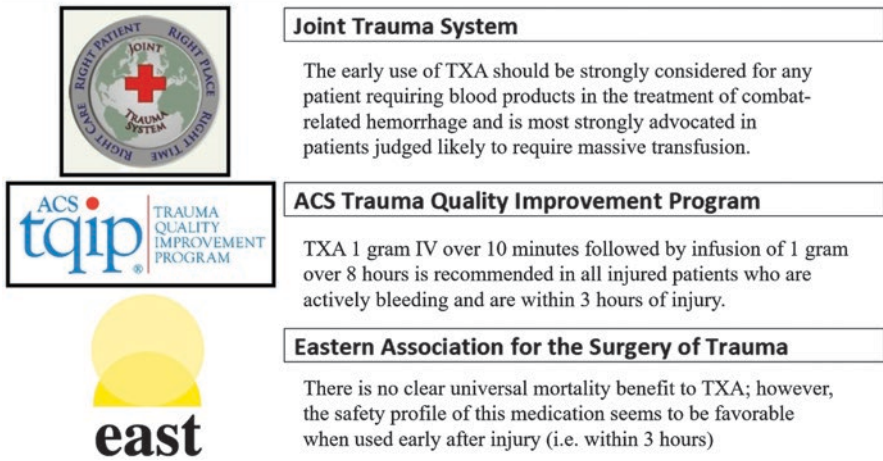 RIGHT PATIENT
RIGHT PLACE
RIGHT TIME
RIGHT CARE
JOINT
TRAUMA
SYSTEM
Joint Trauma System
The early use of TXA should be strongly considered for any
patient requiring blood products in the treatment of combat-
related hemorrhage and is most strongly advocated in
patients judged likely to require massive transfusion.
ACS
tqip®
TRAUMA
QUALITY
IMPROVEMENT
PROGRAM
ACS Trauma Quality Improvement Program
TXA 1 gram IV over 10 minutes followed by infusion of 1 gram
over 8 hours is recommended in all injured patients who are
actively bleeding and are within 3 hours of injury.
east
Eastern Association for the Surgery of Trauma
There is no clear universal mortality benefit to TXA; however,
the safety profile of this medication seems to be favorable
when used early after injury (i.e. within 3 hours)